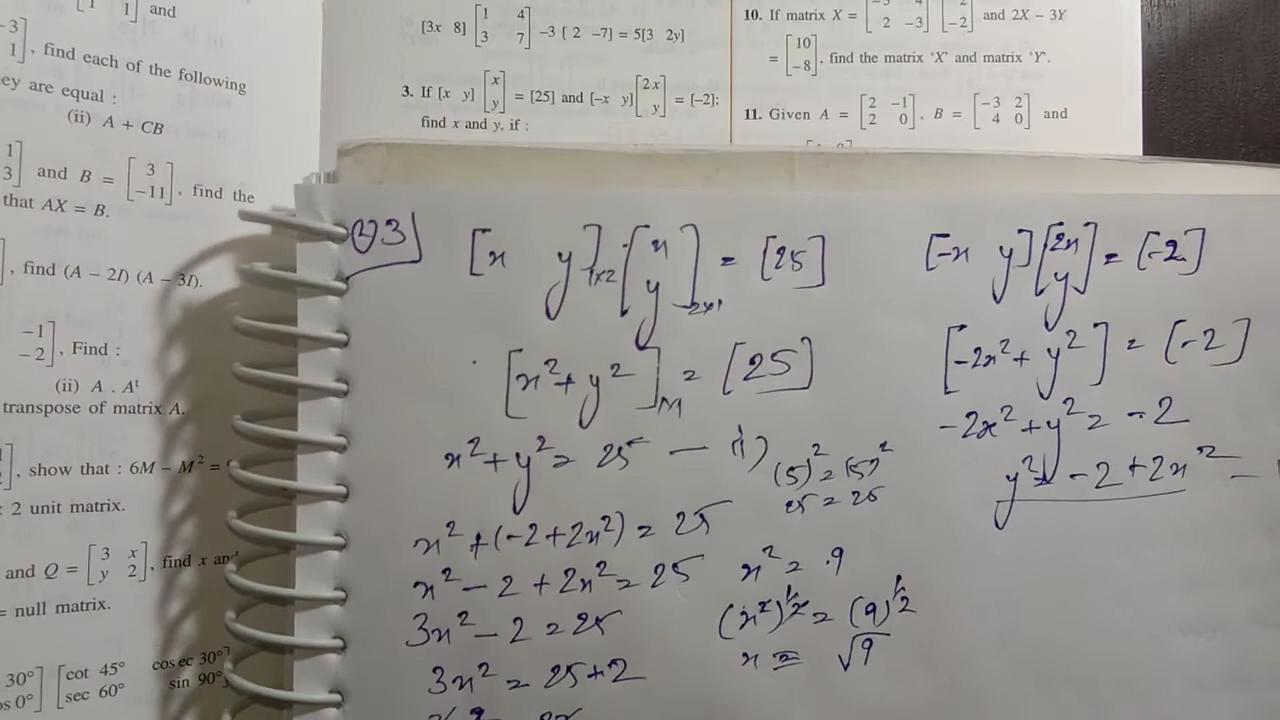 1 1] and
-3
1], find each of the following
ey are equal :
(ii) A + CB
1
3] and B = [3
-11], find the
that AX = B.
], find (A – 2I) (A – 3I).
-1
-2], Find :
(ii) A . Aᵗ
transpose of matrix A.
], show that : 6M – M² =
2 unit matrix.
and Q = [3 x
y 2], find x and
= null matrix.
30°] [cot 45° cosec 30°]
os 0°] [sec 60° sin 90°]
[3x 8] [1 4
3 7] –3 [ 2 –7] = 5[3 2y]
3. If [x y] [x
y] = [25] and [–x y] [2x
y] = [–2];
find x and y, if :
10. If matrix X = [
2 –3] [
–2] and 2X – 3Y
= [10
–8], find the matrix 'X' and matrix 'Y'.
11. Given A = [2 –1
2 0], B = [–3 2
4 0] and
Q3]
[x y]1x2 [x
y]2x1 = [25]
[x² + y²] = [25]
x² + y² = 25 —
(5)² = (5)²
25 = 25
x² + (-2 + 2x²) = 25
x² - 2 + 2x² = 25
3x² - 2 = 25
3x² = 25+2
x² = 9
(x²)^½ = (9)^½
x = √9
[-x y] [2x
y] = [-2]
[-2x² + y²] = [-2]
-2x² + y² = -2
y² = -2 + 2x² –